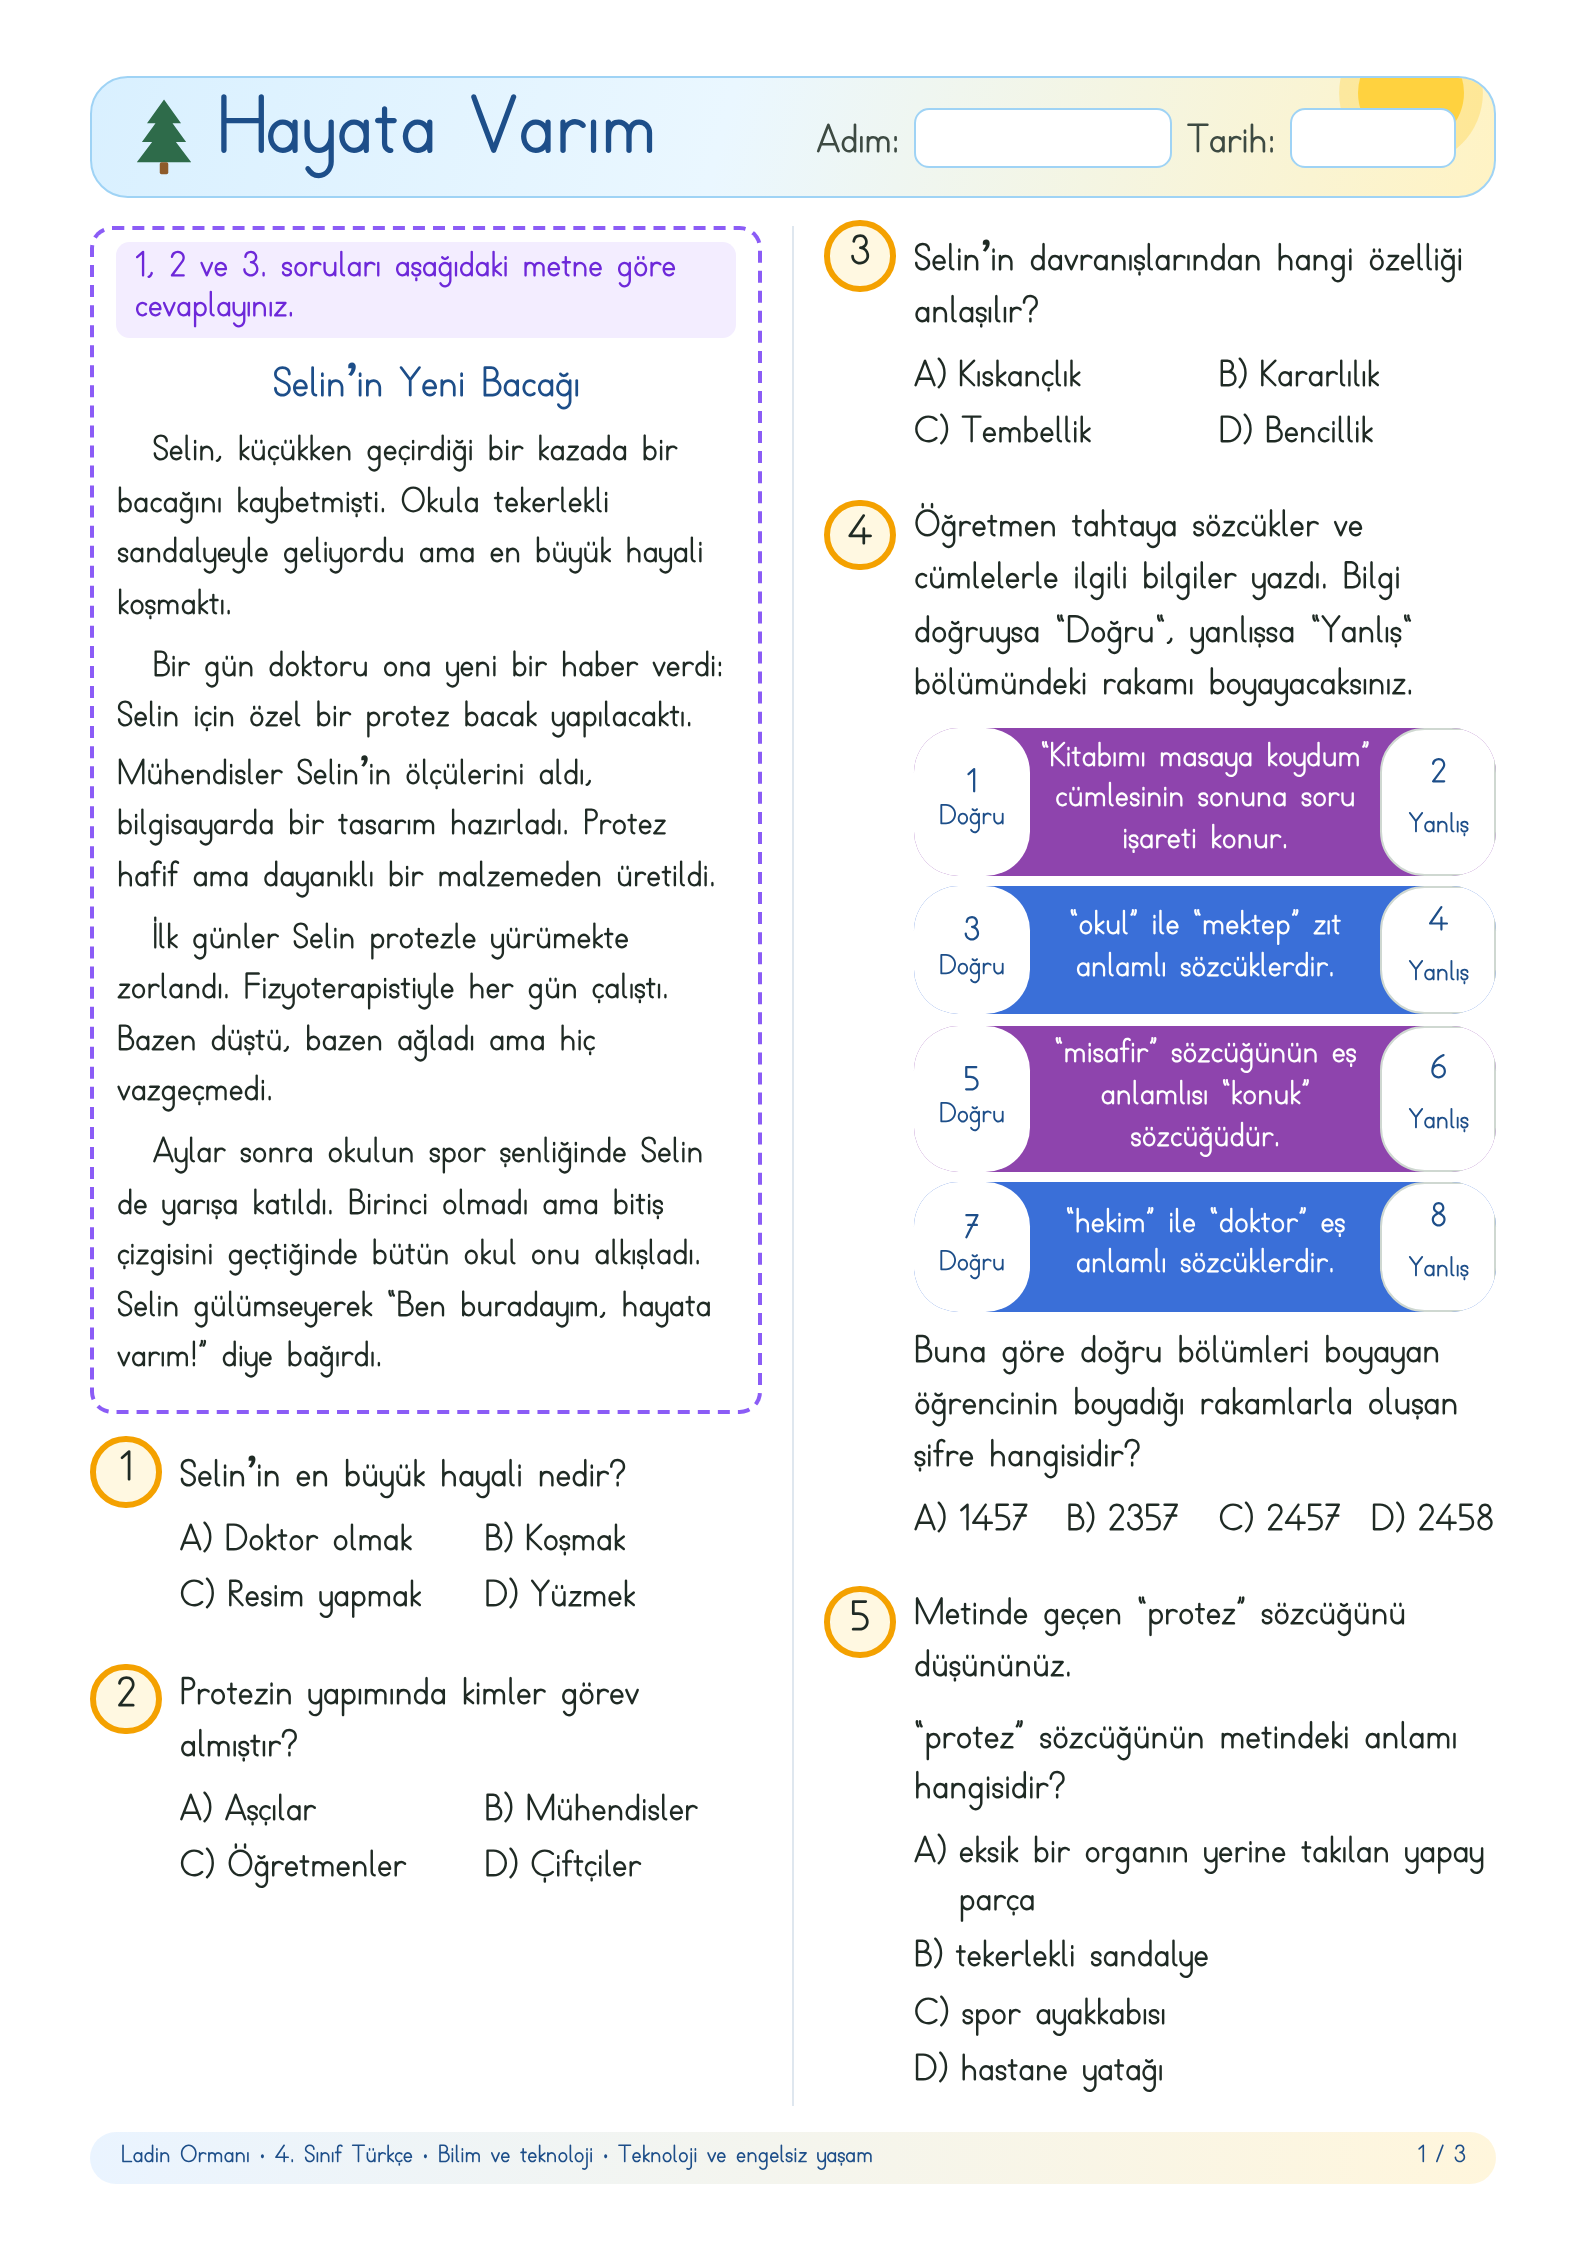 Hayata Varım
Adım:
Tarih:
1, 2 ve 3. soruları aşağıdaki metne göre
cevaplayınız.
Selin'in Yeni Bacağı
Selin, küçükken geçirdiği bir kazada bir
bacağını kaybetmişti. Okula tekerlekli
sandalyeyle geliyordu ama en büyük hayali
koşmaktı.
Bir gün doktoru ona yeni bir haber verdi:
Selin için özel bir protez bacak yapılacaktı.
Mühendisler Selin'in ölçülerini aldı,
bilgisayarda bir tasarım hazırladı. Protez
hafif ama dayanıklı bir malzemeden üretildi.
İlk günler Selin protezle yürümekte
zorlandı. Fizyoterapistiyle her gün çalıştı.
Bazen düştü, bazen ağladı ama hiç
vazgeçmedi.
Aylar sonra okulun spor şenliğinde Selin
de yarışa katıldı. Birinci olmadı ama bitiş
çizgisini geçtiğinde bütün okul onu alkışladı.
Selin gülümseyerek “Ben buradayım, hayata
varım!” diye bağırdı.
1
Selin'in en büyük hayali nedir?
A) Doktor olmak B) Koşmak
C) Resim yapmak D) Yüzmek
2
Protezin yapımında kimler görev
almıştır?
A) Aşçılar B) Mühendisler
C) Öğretmenler D) Çiftçiler
3
Selin'in davranışlarından hangi özelliği
anlaşılır?
A) Kıskançlık B) Kararlılık
C) Tembellik D) Bencillik
4
Öğretmen tahtaya sözcükler ve
cümlelerle ilgili bilgiler yazdı. Bilgi
doğruysa “Doğru“, yanlışsa “Yanlış“
bölümündeki rakamı boyayacaksınız.
1
Doğru
“Kitabımı masaya koydum”
cümlesinin sonuna soru
işareti konur.
2
Yanlış
3
Doğru
“okul” ile “mektep” zıt
anlamlı sözcüklerdir.
4
Yanlış
5
Doğru
“misafir” sözcüğünün eş
anlamlısı “konuk”
sözcüğüdür.
6
Yanlış
7
Doğru
“hekim” ile “doktor” eş
anlamlı sözcüklerdir.
8
Yanlış
Buna göre doğru bölümleri boyayan
öğrencinin boyadığı rakamlarla oluşan
şifre hangisidir?
A) 1457 B) 2357 C) 2457 D) 2458
5
Metinde geçen “protez” sözcüğünü
düşününüz.
“protez” sözcüğünün metindeki anlamı
hangisidir?
A) eksik bir organın yerine takılan yapay
parça
B) tekerlekli sandalye
C) spor ayakkabısı
D) hastane yatağı
Ladin Ormanı • 4. Sınıf Türkçe • Bilim ve teknoloji • Teknoloji ve engelsiz yaşam
1 / 3